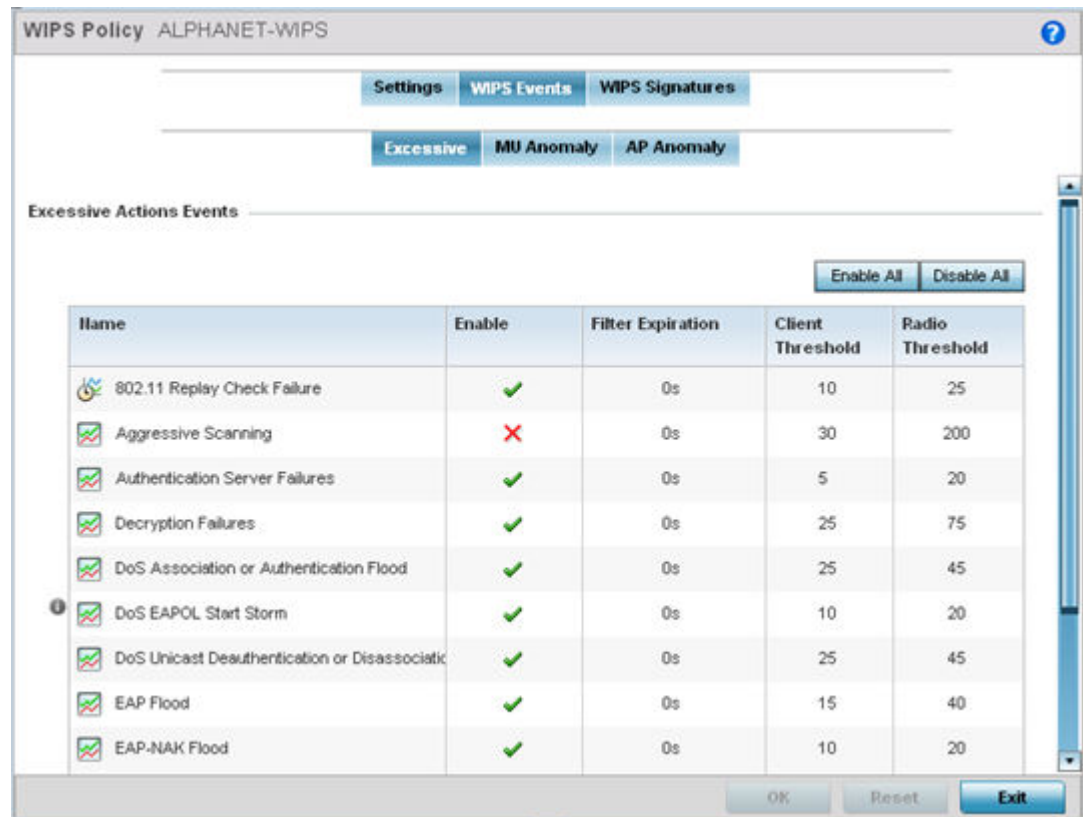 WIPS Policy ALPHANET-WIPS
?
Settings WIPS Events WIPS Signatures
Excessive MU Anomaly AP Anomaly
Excessive Actions Events
Enable All Disable All
Name Enable Filter Expiration Client Threshold Radio Threshold
802.11 Replay Check Failure 0s 10 25
Aggressive Scanning 0s 30 200
Authentication Server Failures 0s 5 20
Decryption Failures 0s 25 75
DoS Association or Authentication Flood 0s 25 45
DoS EAPOL Start Storm 0s 10 20
DoS Unicast Deauthentication or Disassociatic 0s 25 45
EAP Flood 0s 15 40
EAP-NAK Flood 0s 10 20
OK Reset Exit